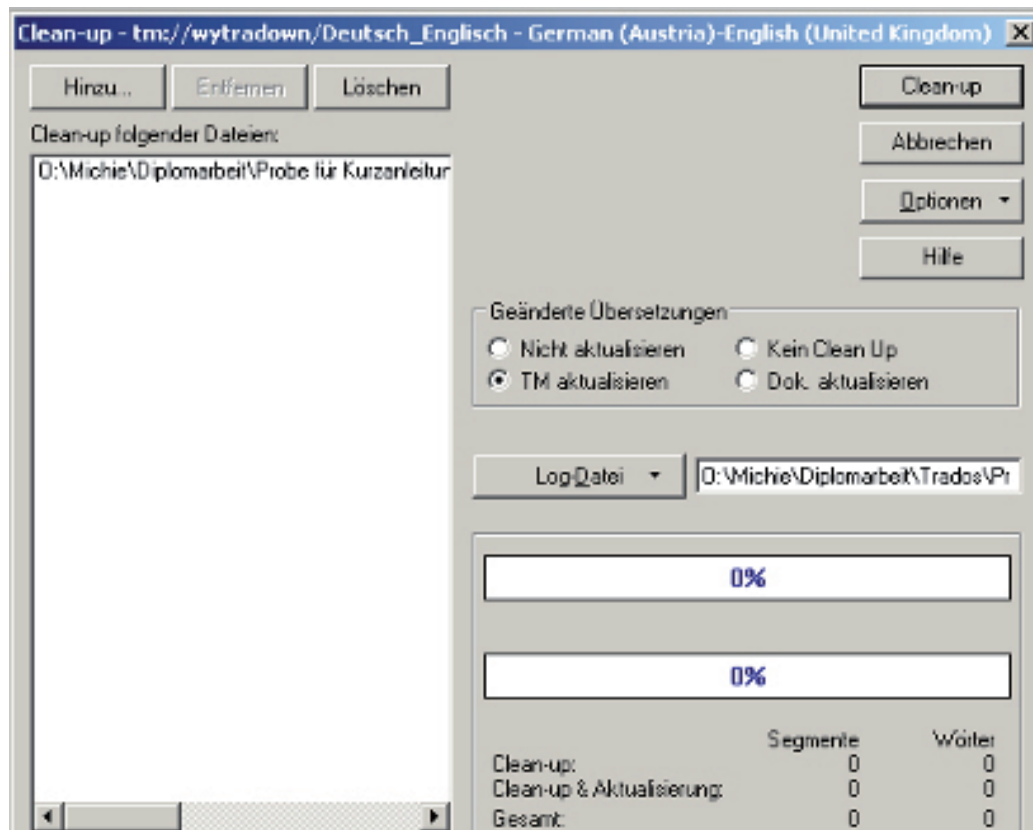 Clean-up - tm://wytradown/Deutsch_Englisch - German (Austria)-English (United Kingdom)
Hinzu... Entfernen Löschen
Clean-up
Clean-up folgender Dateien:
Abbrechen
O:\Michie\Diplomarbeit\Probe für Kurzanleitur
Optionen
Hilfe
Geänderte Übersetzungen
Nicht aktualisieren Kein Clean Up
TM aktualisieren Dok. aktualisieren
Log-Datei O:\Michie\Diplomarbeit\Trados\Pr
0%
0%
Segmente Wörter
Clean-up: 0 0
Clean-up & Aktualisierung: 0 0
Gesamt: 0 0